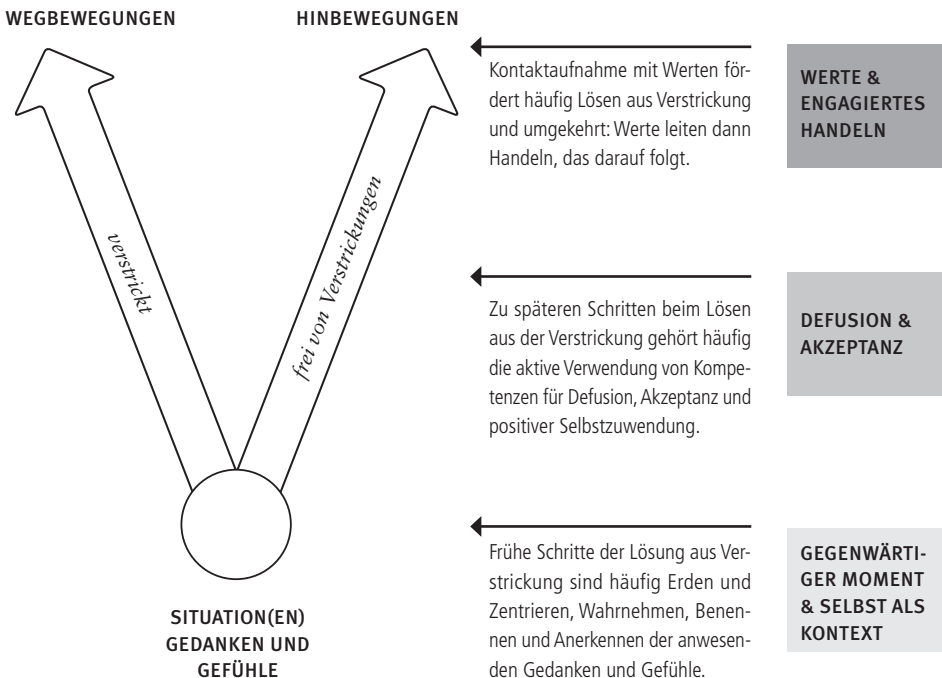 WEGBEWEGUNGEN
HINBEWEGUNGEN
verstrickt
frei von Verstrickungen
SITUATION(EN)
GEDANKEN UND
GEFÜHLE
Kontaktaufnahme mit Werten för-
dert häufig Lösen aus Verstrickung
und umgekehrt: Werte leiten dann
Handeln, das darauf folgt.
WERTE &
ENGAGIERTES
HANDELN
Zu späteren Schritten beim Lösen
aus der Verstrickung gehört häufig
die aktive Verwendung von Kompe-
tenzen für Defusion, Akzeptanz und
positiver Selbstzuwendung.
DEFUSION &
AKZEPTANZ
Frühe Schritte der Lösung aus Ver-
strickung sind häufig Erden und
Zentrieren, Wahrnehmen, Benen-
nen und Anerkennen der anwesen-
den Gedanken und Gefühle.
GEGENWÄRTI-
GER MOMENT
& SELBST ALS
KONTEXT